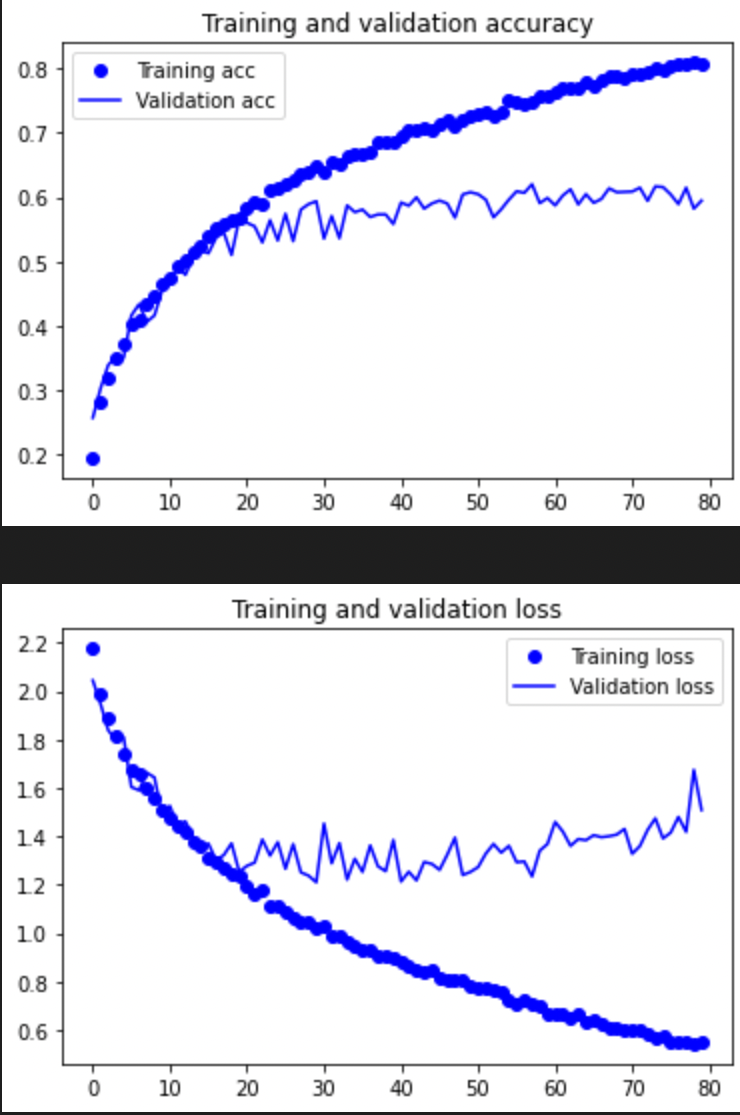 Training and validation accuracy
Training acc
Validation acc
0.8
0.7
0.6
0.5
0.4
0.3
0.2
0 10 20 30 40 50 60 70 80
Training and validation loss
Training loss
Validation loss
2.2
2.0
1.8
1.6
1.4
1.2
1.0
0.8
0.6
0 10 20 30 40 50 60 70 80